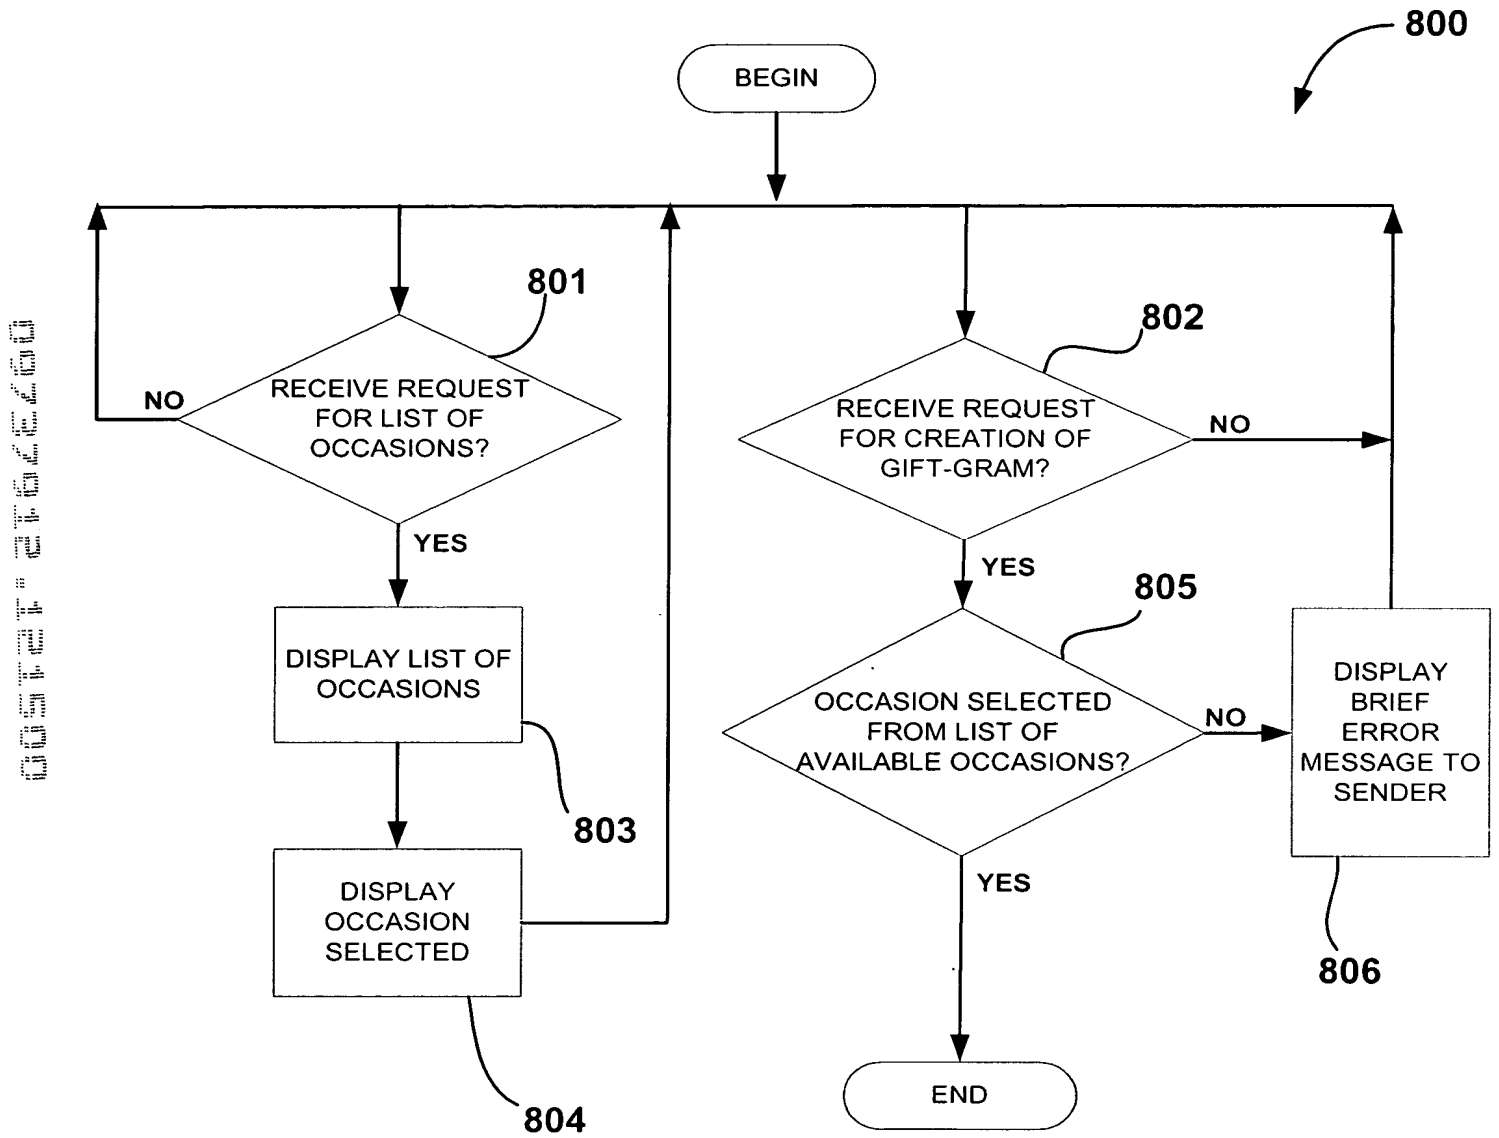 800
BEGIN
801
RECEIVE REQUEST
FOR LIST OF
OCCASIONS?
NO
YES
DISPLAY LIST OF
OCCASIONS
803
DISPLAY
OCCASION
SELECTED
804
802
RECEIVE REQUEST
FOR CREATION OF
GIFT-GRAM?
NO
YES
805
OCCASION SELECTED
FROM LIST OF
AVAILABLE OCCASIONS?
NO
YES
DISPLAY
BRIEF
ERROR
MESSAGE TO
SENDER
806
END
09737912.121500